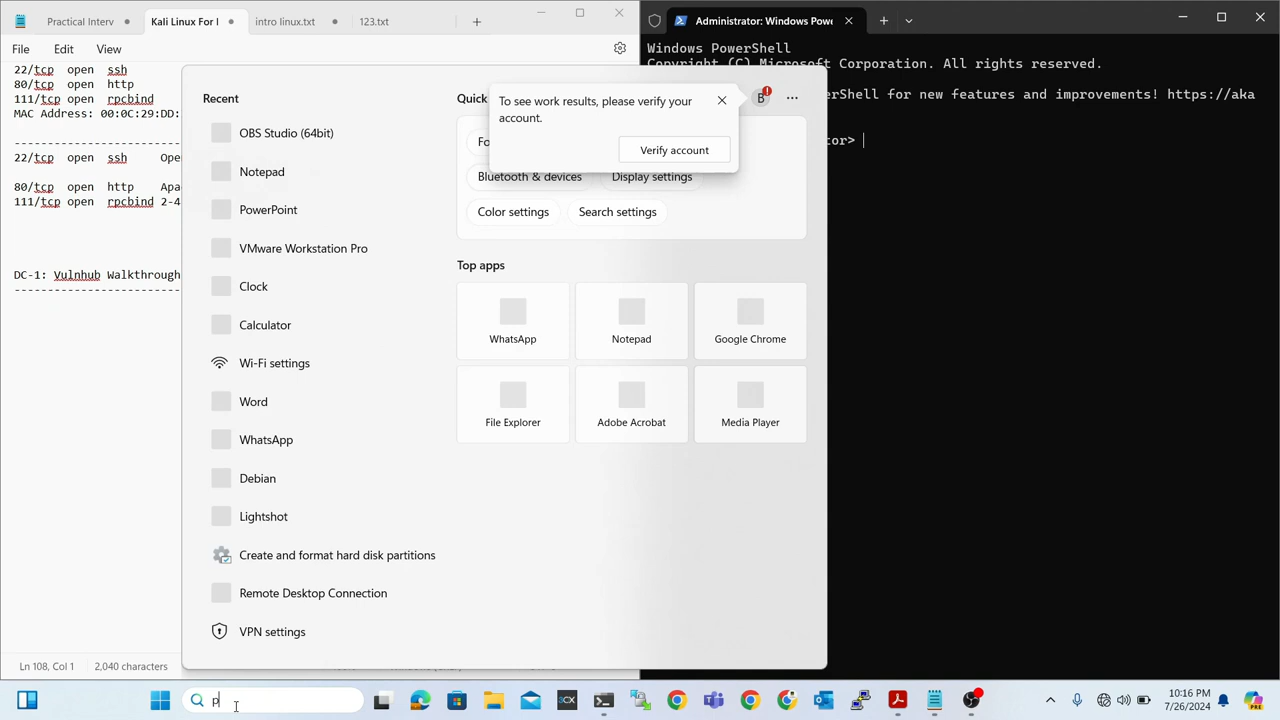 Practical Interv
Kali Linux For I
intro linux.txt
123.txt
File
Edit
View
22/tcp open ssh
80/tcp open http
111/tcp open rpcbind
MAC Address: 00:0C:29:DD:
22/tcp open ssh Ope
80/tcp open http Apa
111/tcp open rpcbind 2-4
DC-1: Vulnhub Walkthrough
Ln 108, Col 1
2,040 characters
Administrator: Windows Powe
Windows PowerShell
Copyright (C) Microsoft Corporation. All rights reserved.
erShell for new features and improvements! https://aka
tor>
Recent
OBS Studio (64bit)
Notepad
PowerPoint
VMware Workstation Pro
Clock
Calculator
Wi-Fi settings
Word
WhatsApp
Debian
Lightshot
Create and format hard disk partitions
Remote Desktop Connection
VPN settings
Quick
B
To see work results, please verify your
account.
Verify account
Fo
Bluetooth & devices
Display settings
Color settings
Search settings
Top apps
WhatsApp
Notepad
Google Chrome
File Explorer
Adobe Acrobat
Media Player
p
10:16 PM
7/26/2024